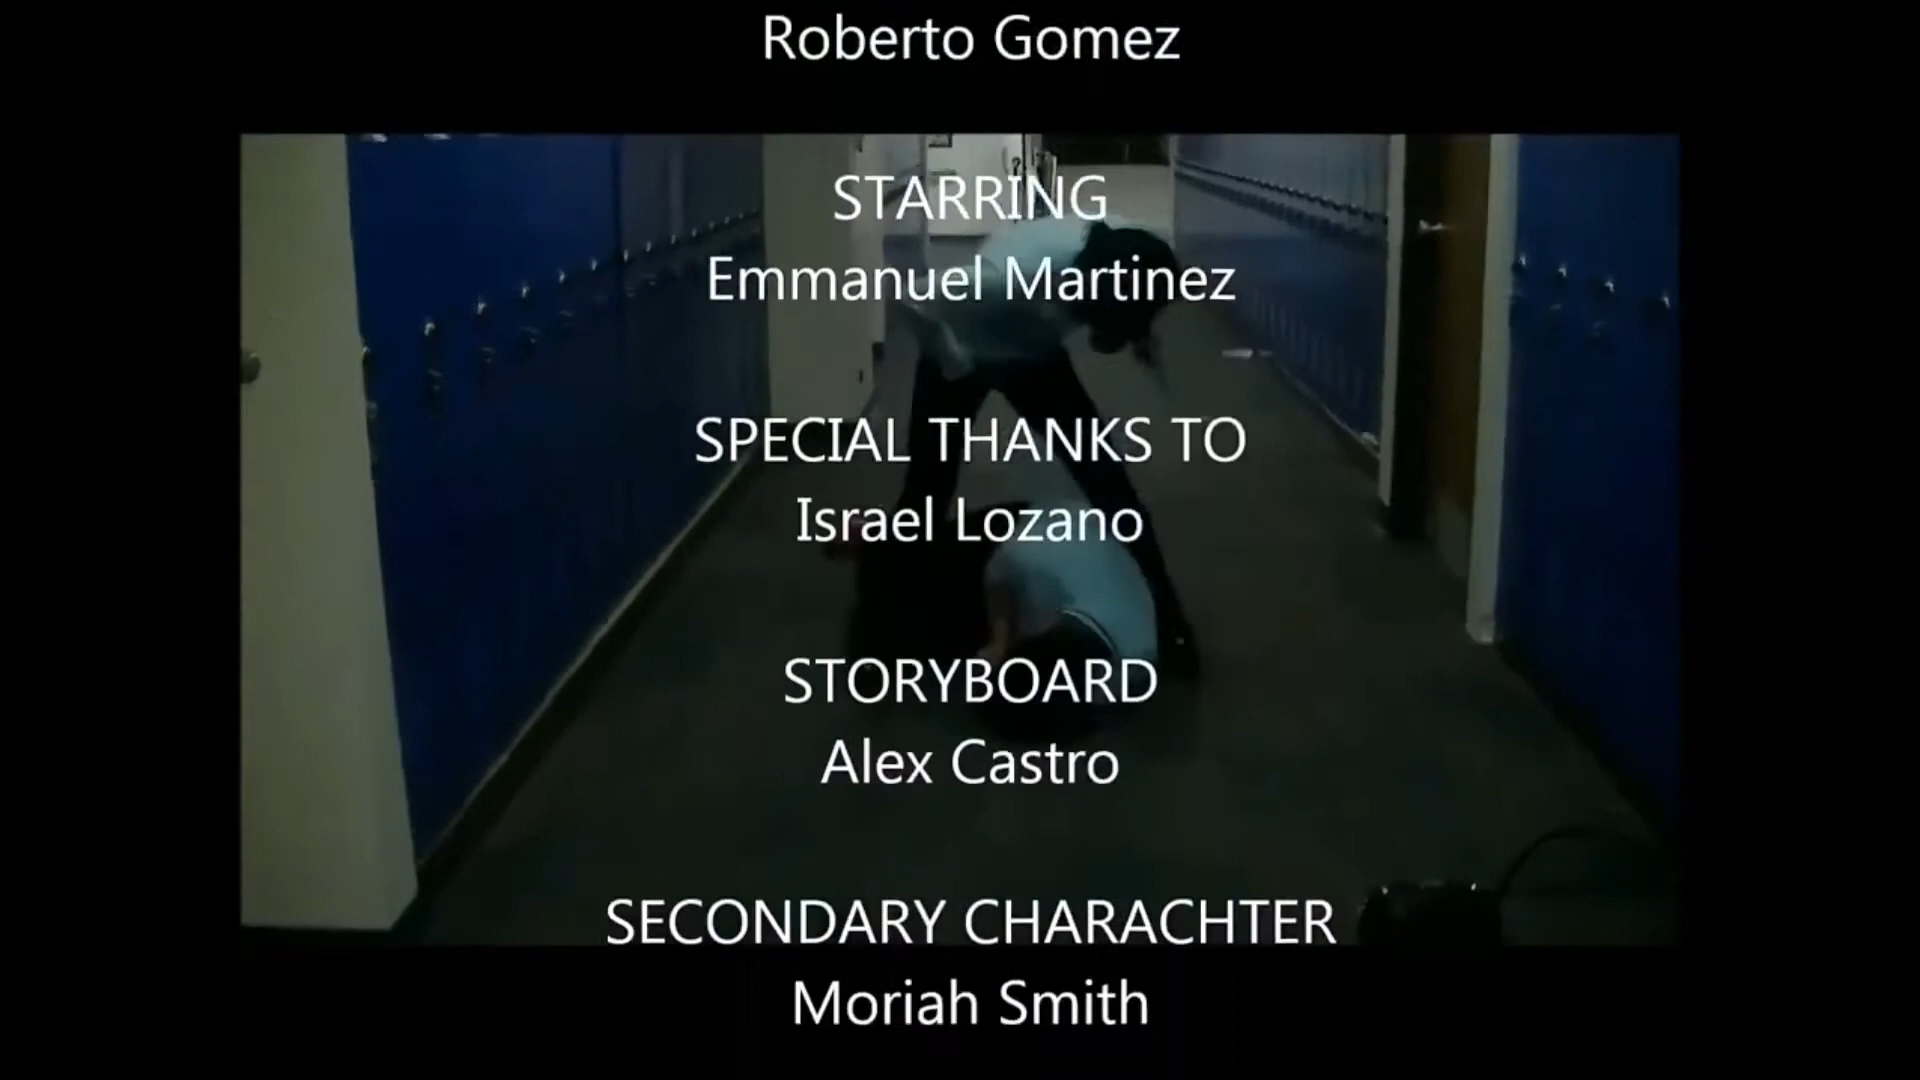 Roberto Gomez
STARRING
Emmanuel Martinez
SPECIAL THANKS TO
Israel Lozano
STORYBOARD
Alex Castro
SECONDARY CHARACHTER
Moriah Smith